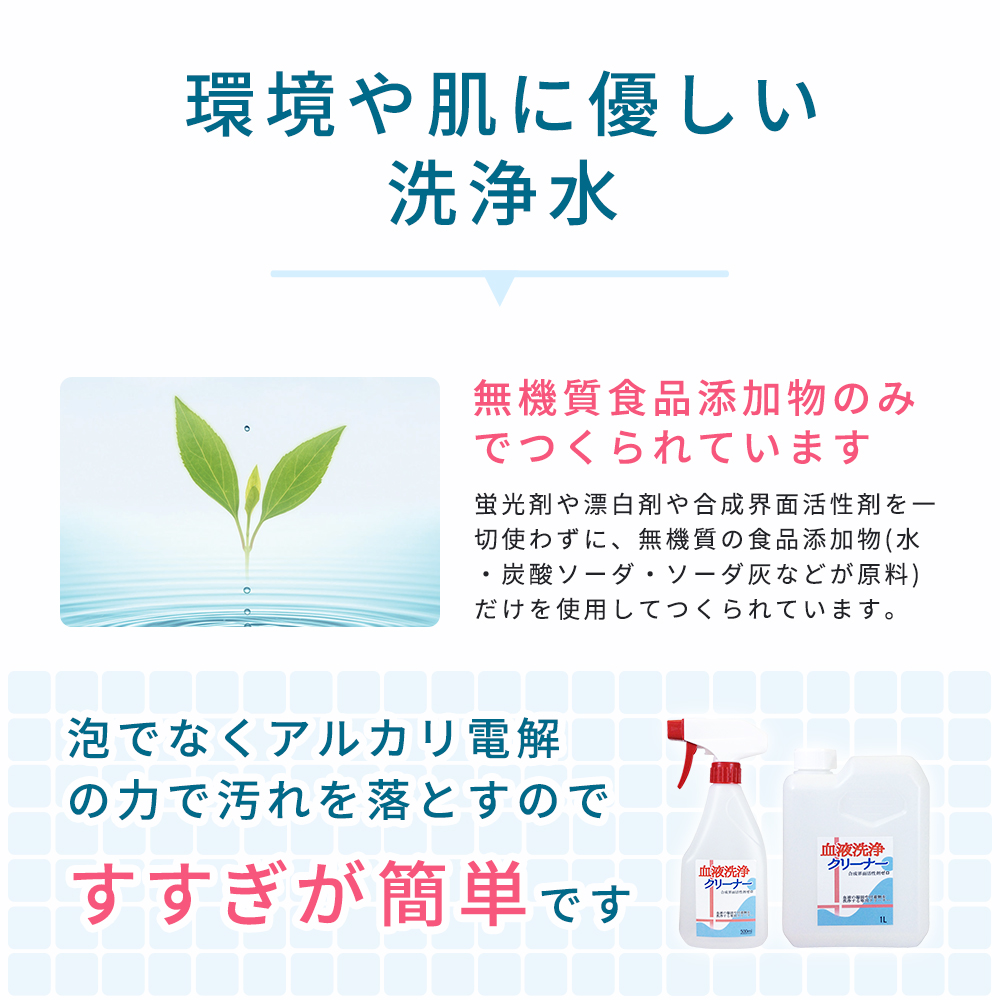 環境や肌に優しい
洗浄水
無機質食品添加物のみ
でつくられています
蛍光剤や漂白剤や合成界面活性剤を一
切使わずに、無機質の食品添加物(水
・炭酸ソーダ・ソーダ灰などが原料)
だけを使用してつくられています。
泡でなくアルカリ電解
の力で汚れを落とすので
すすぎが簡単です
血液洗浄
クリーナー
合成界面活性剤ゼロ
500ml
血液洗浄
クリーナー
合成界面活性剤ゼロ
1L